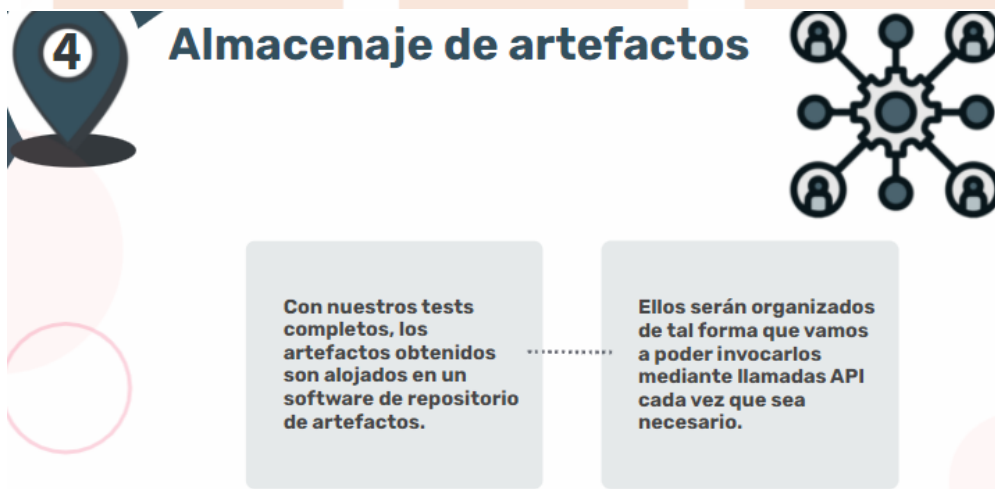 4
Almacenaje de artefactos
Con nuestros tests
completos, los
artefactos obtenidos
son alojados en un
software de repositorio
de artefactos.
Ellos serán organizados
de tal forma que vamos
a poder invocarlos
mediante llamadas API
cada vez que sea
necesario.